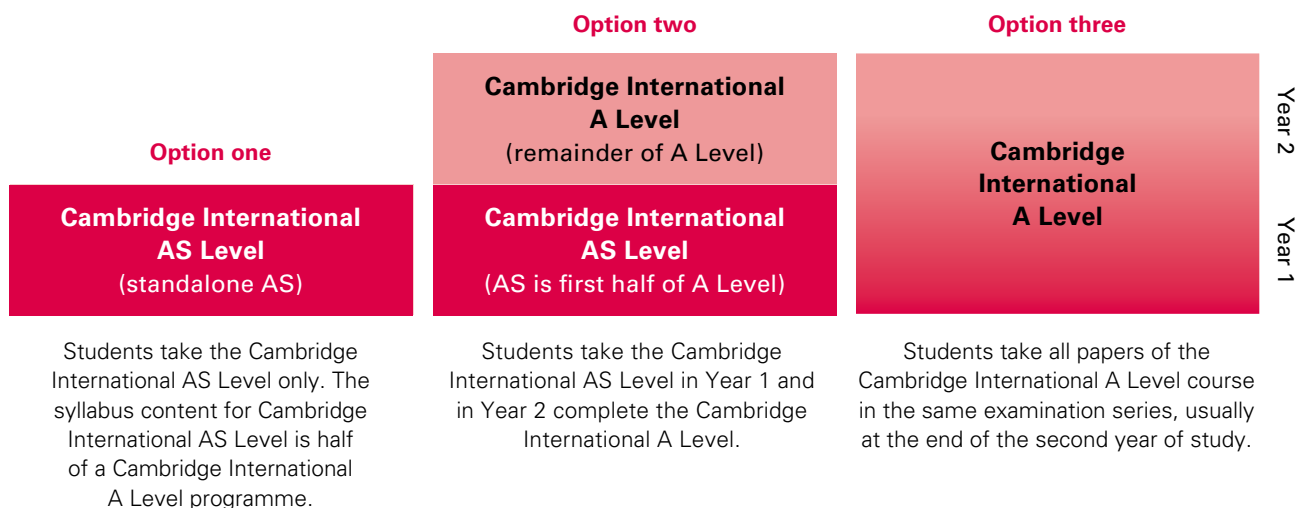 Option one
Cambridge International
AS Level
(standalone AS)
Students take the Cambridge
International AS Level only. The
syllabus content for Cambridge
International AS Level is half
of a Cambridge International
A Level programme.
Option two
Cambridge International
A Level
(remainder of A Level)
Cambridge International
AS Level
(AS is first half of A Level)
Students take the Cambridge
International AS Level in Year 1 and
in Year 2 complete the Cambridge
International A Level.
Option three
Cambridge
International
A Level
Students take all papers of the
Cambridge International A Level course
in the same examination series, usually
at the end of the second year of study.
Year 2
Year 1